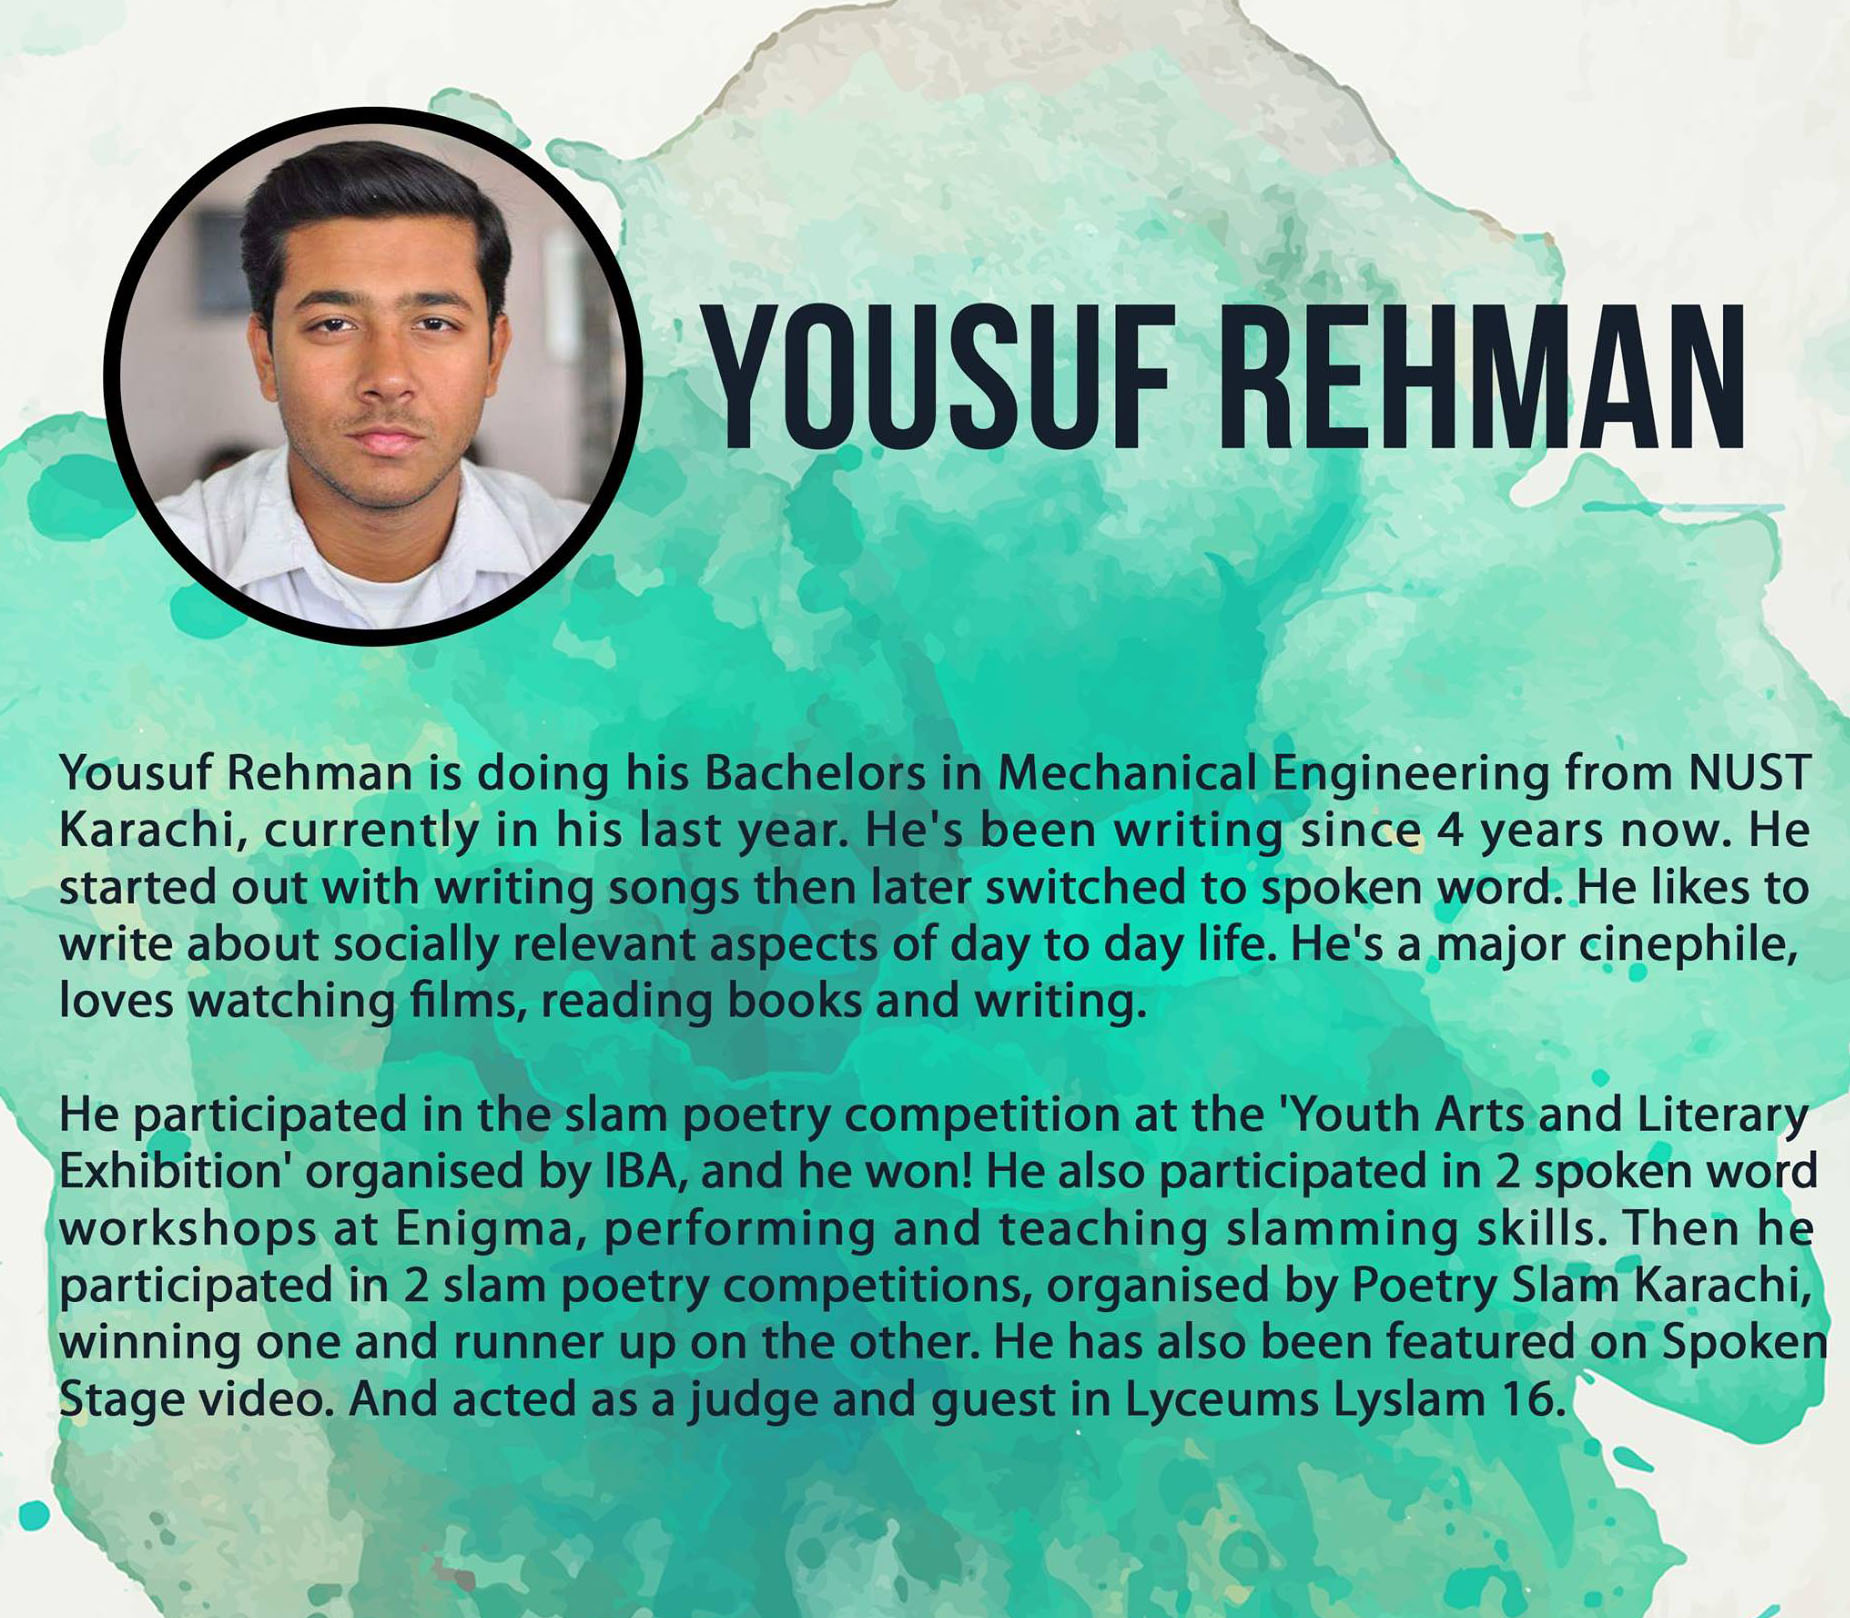 YOUSUF REHMAN
Yousuf Rehman is doing his Bachelors in Mechanical Engineering from NUST
Karachi, currently in his last year. He's been writing since 4 years now. He
started out with writing songs then later switched to spoken word. He likes to
write about socially relevant aspects of day to day life. He's a major cinephile,
loves watching films, reading books and writing.
He participated in the slam poetry competition at the 'Youth Arts and Literary
Exhibition' organised by IBA, and he won! He also participated in 2 spoken word
workshops at Enigma, performing and teaching slamming skills. Then he
participated in 2 slam poetry competitions, organised by Poetry Slam Karachi,
winning one and runner up on the other. He has also been featured on Spoken
Stage video. And acted as a judge and guest in Lyceums Lyslam 16.